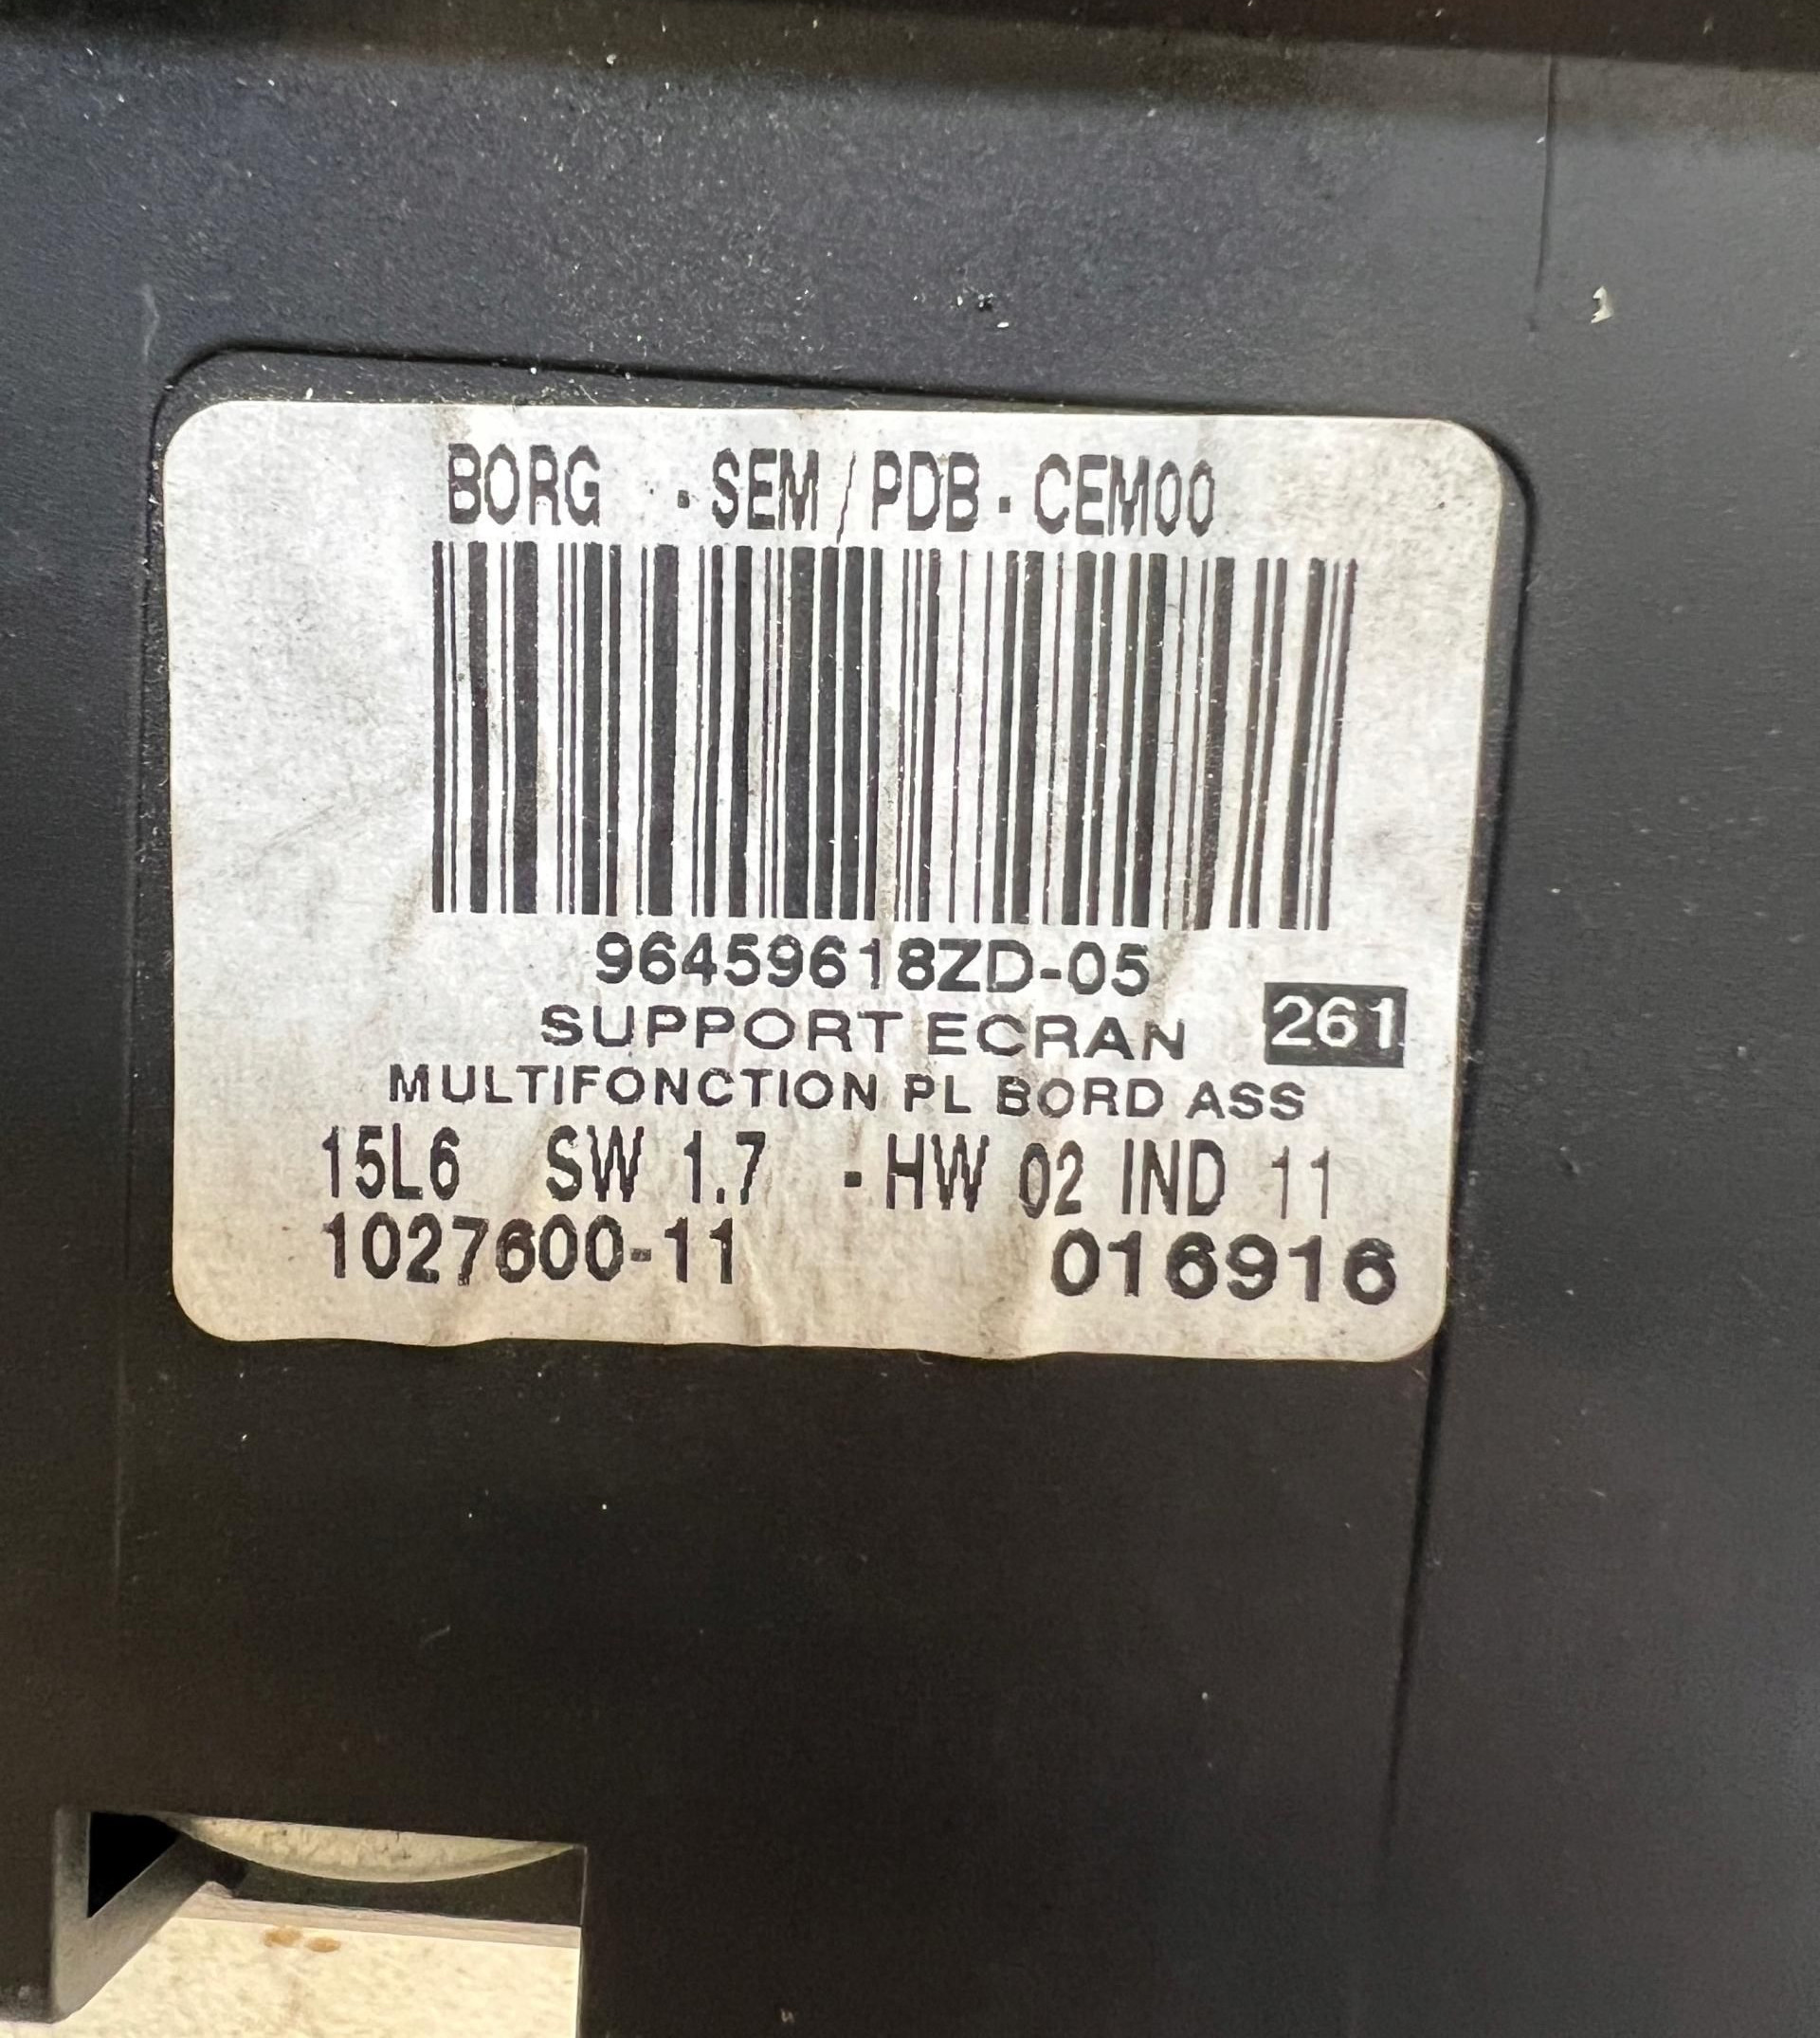 BORG - SEM / PDB - CEM00
96459618ZD-05
SUPPORT ECRAN 261
MULTIFONCTION PL BORD ASS
15L6 SW 1.7 - HW 02 IND 11
1027600-11 016916